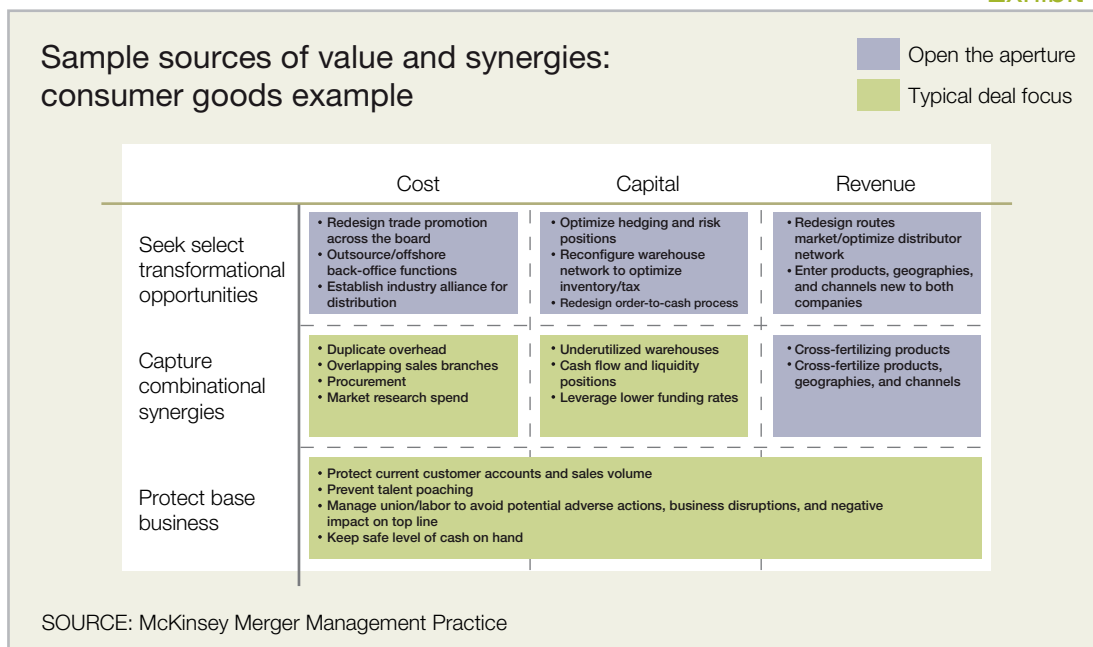 Sample sources of value and synergies:
consumer goods example
Open the aperture
Typical deal focus
Cost
Capital
Revenue
Seek select
transformational
opportunities
• Redesign trade promotion
across the board
• Outsource/offshore
back-office functions
• Establish industry alliance for
distribution
• Optimize hedging and risk
positions
• Reconfigure warehouse
network to optimize
inventory/tax
• Redesign order-to-cash process
• Redesign routes
market/optimize distributor
network
• Enter products, geographies,
and channels new to both
companies
Capture
combinational
synergies
• Duplicate overhead
• Overlapping sales branches
• Procurement
• Market research spend
• Underutilized warehouses
• Cash flow and liquidity
positions
• Leverage lower funding rates
• Cross-fertilizing products
• Cross-fertilize products,
geographies, and channels
Protect base
business
• Protect current customer accounts and sales volume
• Prevent talent poaching
• Manage union/labor to avoid potential adverse actions, business disruptions, and negative
impact on top line
• Keep safe level of cash on hand
SOURCE: McKinsey Merger Management Practice